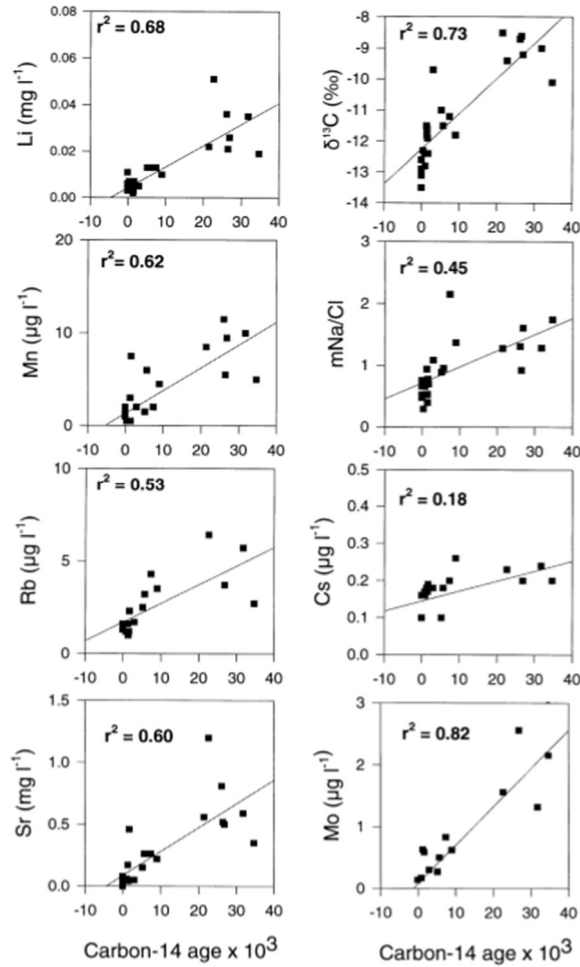 r² = 0.68
Li (mg l⁻¹)
0.08
0.06
0.04
0.02
0.00
-10 0 10 20 30 40
r² = 0.73
δ¹³C (‰)
-8
-9
-10
-11
-12
-13
-14
-10 0 10 20 30 40
r² = 0.62
Mn (µg l⁻¹)
20
10
0
-10 0 10 20 30 40
r² = 0.45
mNa/Cl
3
2
1
0
-10 0 10 20 30 40
r² = 0.53
Rb (µg l⁻¹)
10
5
0
-10 0 10 20 30 40
r² = 0.18
Cs (µg l⁻¹)
0.5
0.4
0.3
0.2
0.1
0.0
-10 0 10 20 30 40
r² = 0.60
Sr (mg l⁻¹)
1.5
1.0
0.5
0.0
-10 0 10 20 30 40
Carbon-14 age x 10³
r² = 0.82
Mo (µg l⁻¹)
3
2
1
0
-10 0 10 20 30 40
Carbon-14 age x 10³